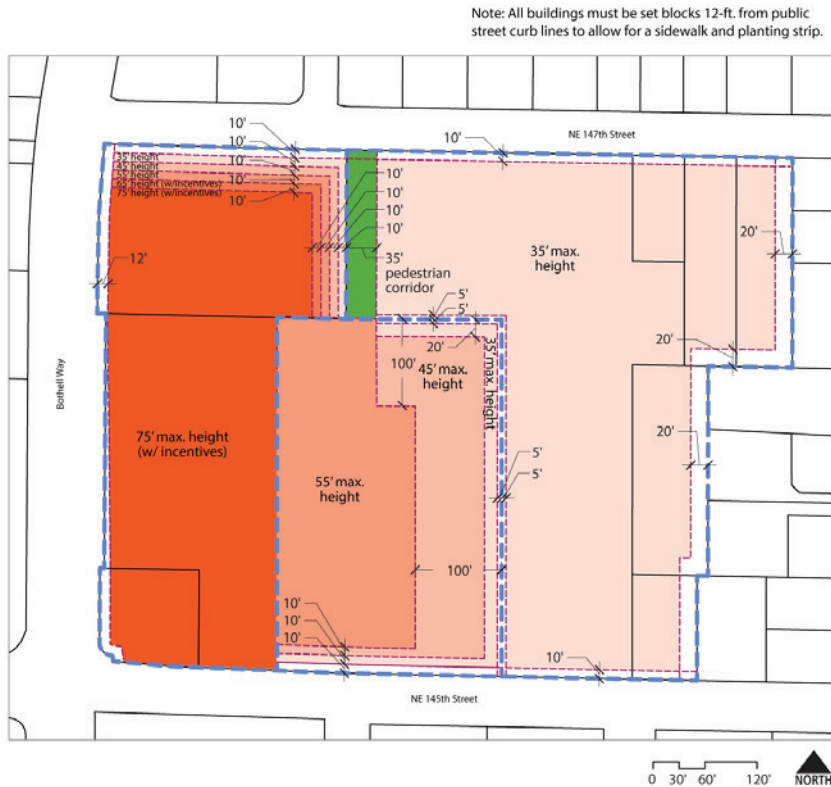 Note: All buildings must be set blocks 12-ft. from public
street curb lines to allow for a sidewalk and planting strip.
NE 147th Street
10'
10'
10'
10'
10'
10'
35' height
45' height
55' height
65' height (w/incentives)
75' height (w/incentives)
10'
10'
10'
10'
35'
pedestrian
corridor
12'
35' max.
height
20'
20'
20'
5'
5'
20'
100'
45' max.
height
35' max. height
Bothell Way
75' max. height
(w/ incentives)
55' max.
height
5'
5'
100'
10'
10'
10'
10'
NE 145th Street
0 30' 60' 120'
NORTH